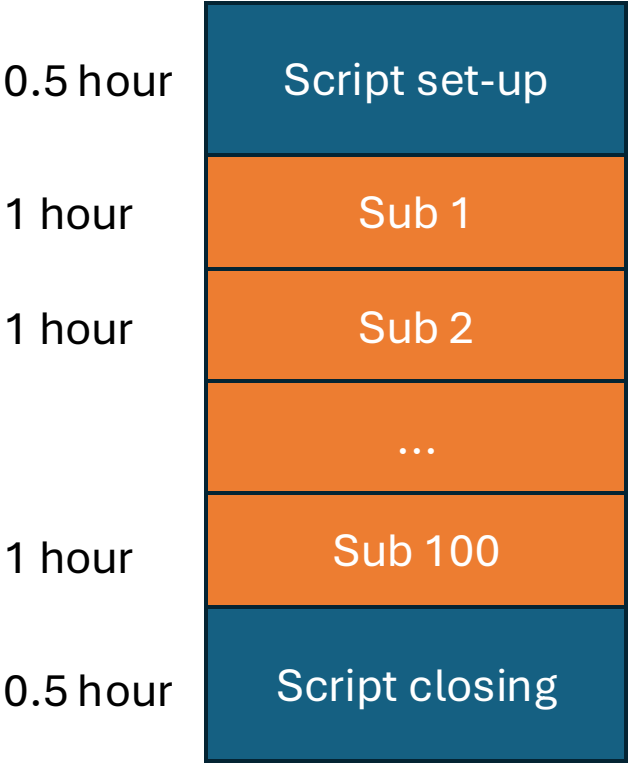 0.5 hour Script set-up
1 hour Sub 1
1 hour Sub 2
...
1 hour Sub 100
0.5 hour Script closing